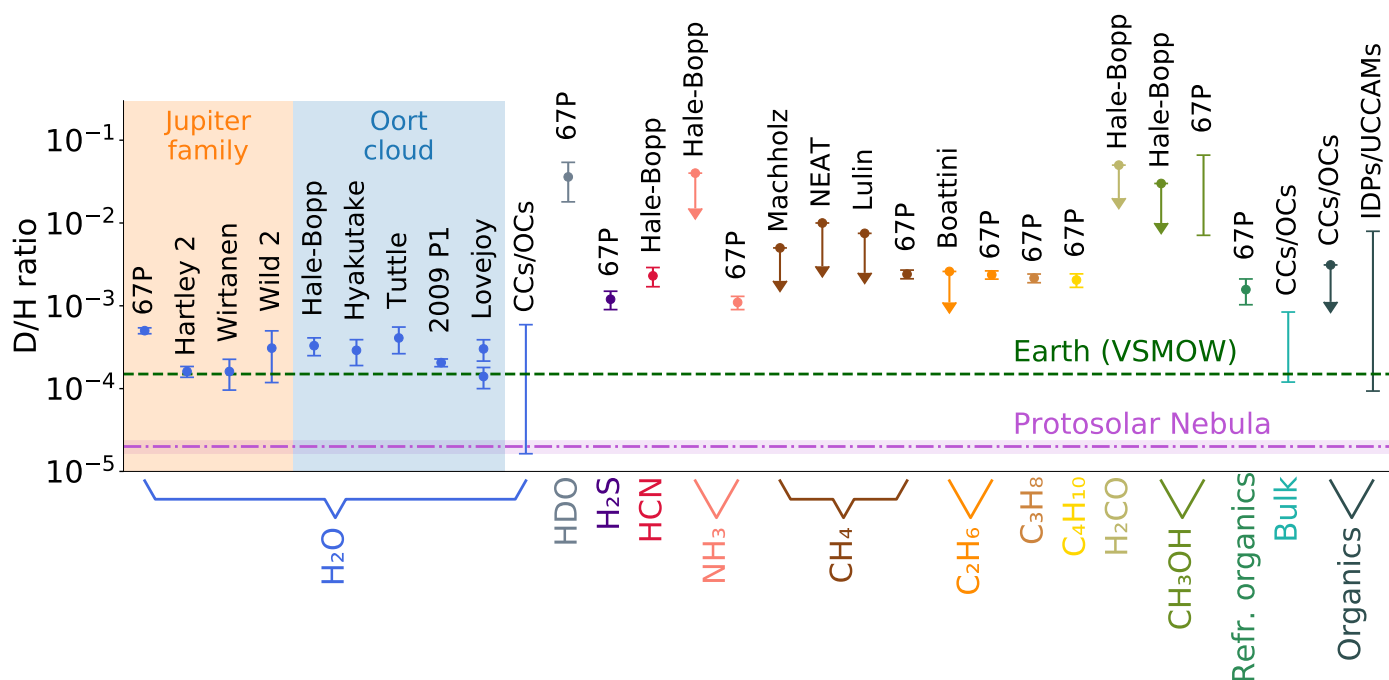 D/H ratio
10⁻¹
10⁻²
10⁻³
10⁻⁴
10⁻⁵
Jupiter
family
Oort
cloud
67P
Hartley 2
Wirtanen
Wild 2
Hale-Bopp
Hyakutake
Tuttle
2009 P1
Lovejoy
CCs/OCs
67P
67P
Hale-Bopp
Hale-Bopp
67P
Machholz
NEAT
Lulin
67P
Boattini
67P
67P
67P
Hale-Bopp
Hale-Bopp
67P
67P
CCs/OCs
CCs/OCs
IDPs/UCCAMs
Earth (VSMOW)
Protosolar Nebula
H₂O
HDO
H₂S
HCN
NH₃
CH₄
C₂H₆
C₃H₈
C₄H₁₀
H₂CO
CH₃OH
Refr. organics
Bulk
Organics